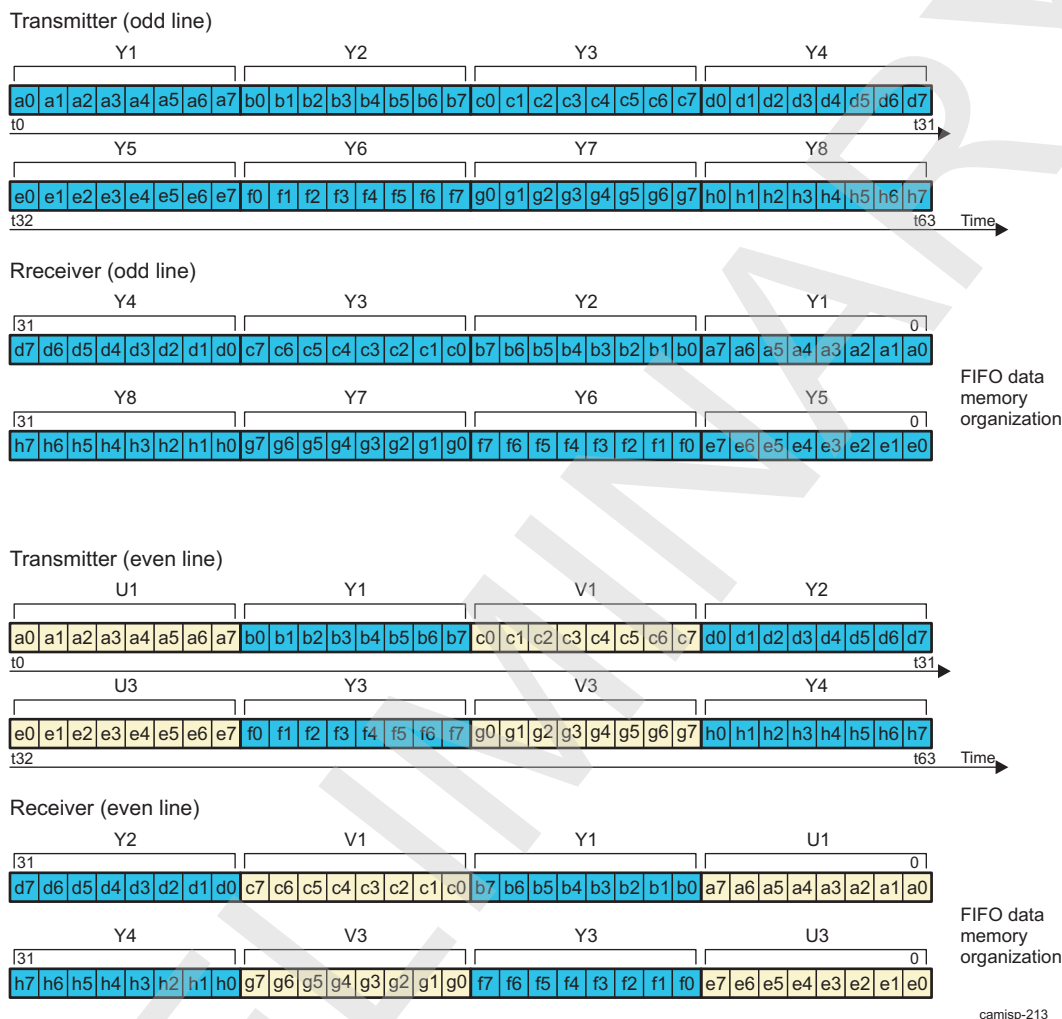 Transmitter (odd line)
Y1 Y2 Y3 Y4
a0 a1 a2 a3 a4 a5 a6 a7 b0 b1 b2 b3 b4 b5 b6 b7 c0 c1 c2 c3 c4 c5 c6 c7 d0 d1 d2 d3 d4 d5 d6 d7
t0 t31
Y5 Y6 Y7 Y8
e0 e1 e2 e3 e4 e5 e6 e7 f0 f1 f2 f3 f4 f5 f6 f7 g0 g1 g2 g3 g4 g5 g6 g7 h0 h1 h2 h3 h4 h5 h6 h7
t32 t63 Time
Rreceiver (odd line)
Y4 Y3 Y2 Y1
31 0
d7 d6 d5 d4 d3 d2 d1 d0 c7 c6 c5 c4 c3 c2 c1 c0 b7 b6 b5 b4 b3 b2 b1 b0 a7 a6 a5 a4 a3 a2 a1 a0
Y8 Y7 Y6 Y5
31 0
h7 h6 h5 h4 h3 h2 h1 h0 g7 g6 g5 g4 g3 g2 g1 g0 f7 f6 f5 f4 f3 f2 f1 f0 e7 e6 e5 e4 e3 e2 e1 e0
FIFO data
memory
organization
Transmitter (even line)
U1 Y1 V1 Y2
a0 a1 a2 a3 a4 a5 a6 a7 b0 b1 b2 b3 b4 b5 b6 b7 c0 c1 c2 c3 c4 c5 c6 c7 d0 d1 d2 d3 d4 d5 d6 d7
t0 t31
U3 Y3 V3 Y4
e0 e1 e2 e3 e4 e5 e6 e7 f0 f1 f2 f3 f4 f5 f6 f7 g0 g1 g2 g3 g4 g5 g6 g7 h0 h1 h2 h3 h4 h5 h6 h7
t32 t63 Time
Receiver (even line)
Y2 V1 Y1 U1
31 0
d7 d6 d5 d4 d3 d2 d1 d0 c7 c6 c5 c4 c3 c2 c1 c0 b7 b6 b5 b4 b3 b2 b1 b0 a7 a6 a5 a4 a3 a2 a1 a0
Y4 V3 Y3 U3
31 0
h7 h6 h5 h4 h3 h2 h1 h0 g7 g6 g5 g4 g3 g2 g1 g0 f7 f6 f5 f4 f3 f2 f1 f0 e7 e6 e5 e4 e3 e2 e1 e0
FIFO data
memory
organization
camisp-213
ELIMINAR